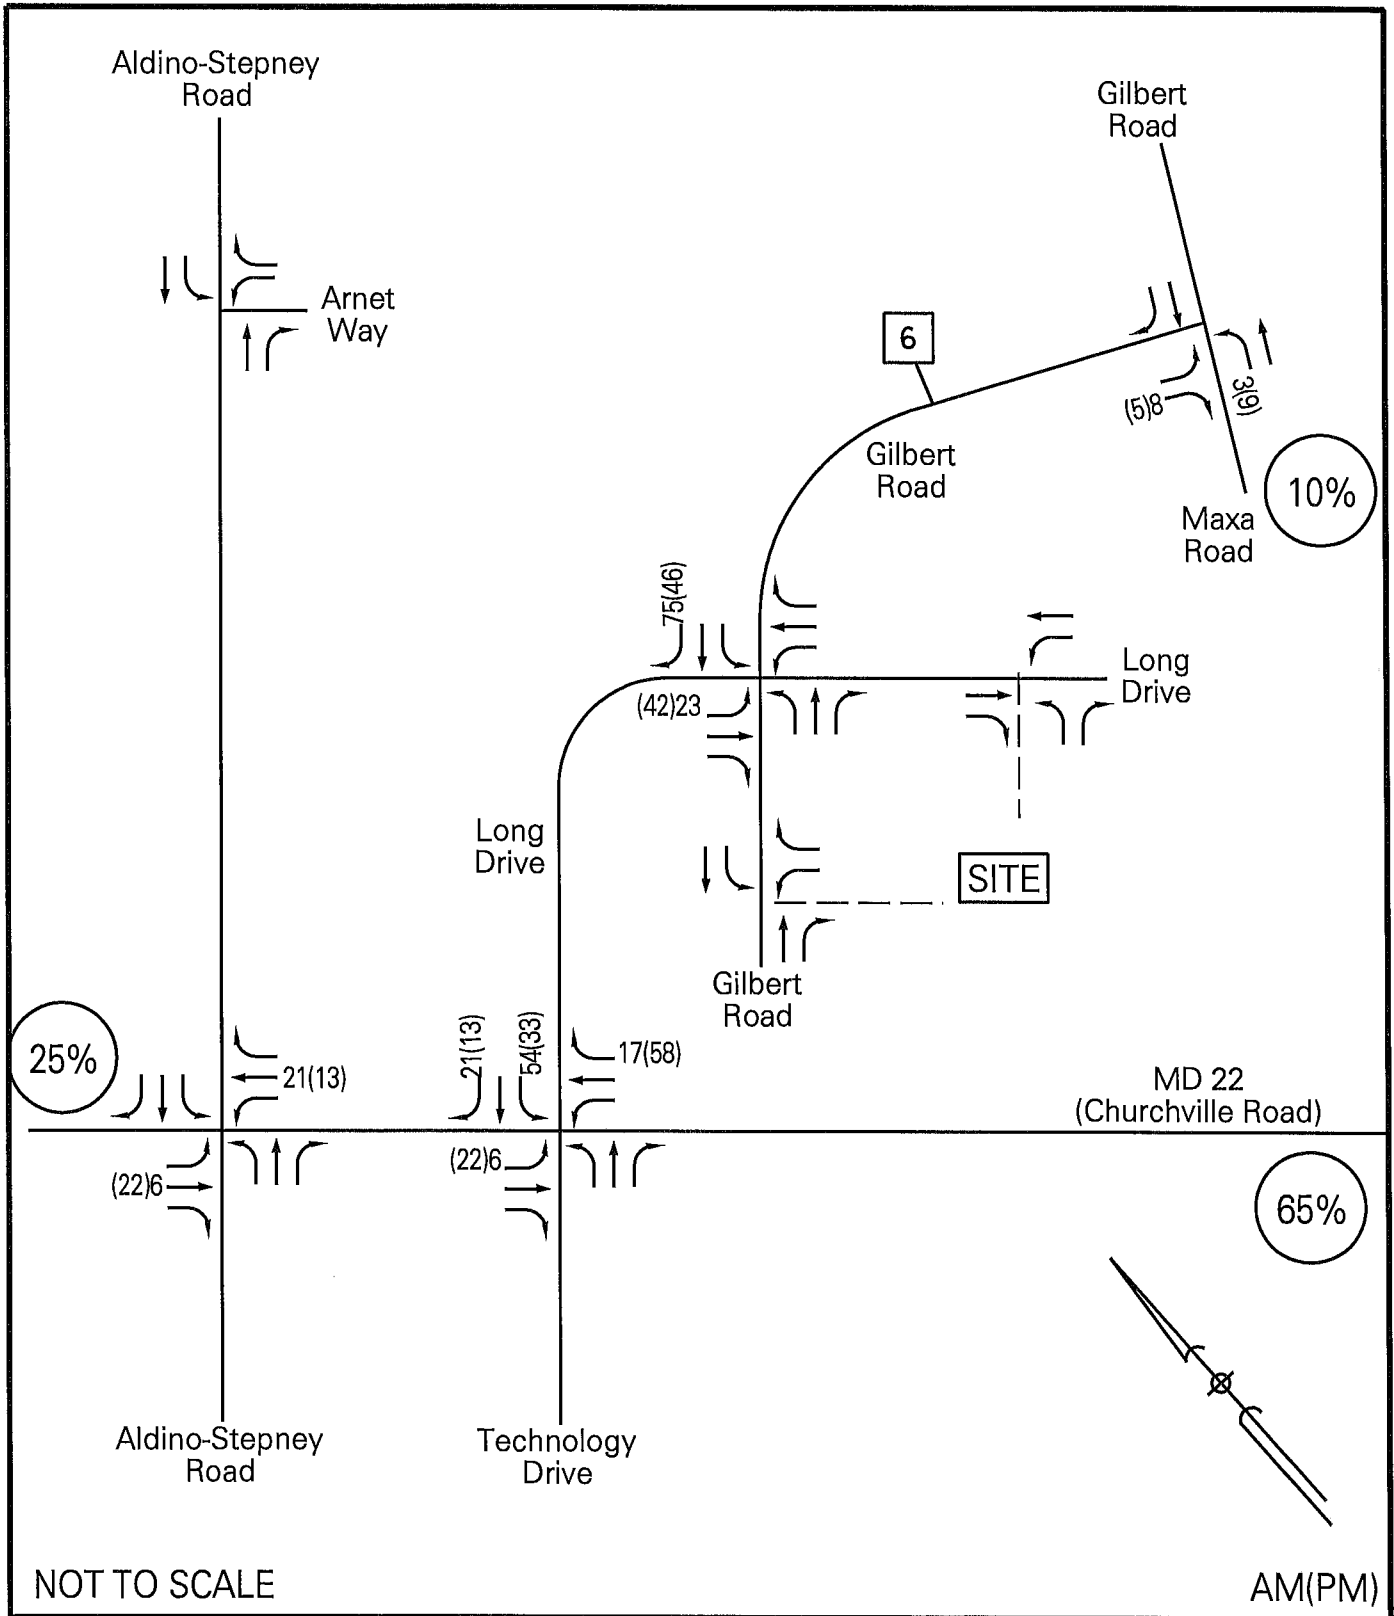 Aldino-Stepney
Road
Gilbert
Road
Arnet
Way
6
(5)8
3(9)
Gilbert
Road
10%
Maxa
Road
75(46)
Long
Drive
(42)23
Long
Drive
SITE
Gilbert
Road
25%
21(13)
21(13)
54(33)
17(58)
MD 22
(Churchville Road)
(22)6
(22)6
65%
Aldino-Stepney
Road
Technology
Drive
NOT TO SCALE
AM(PM)